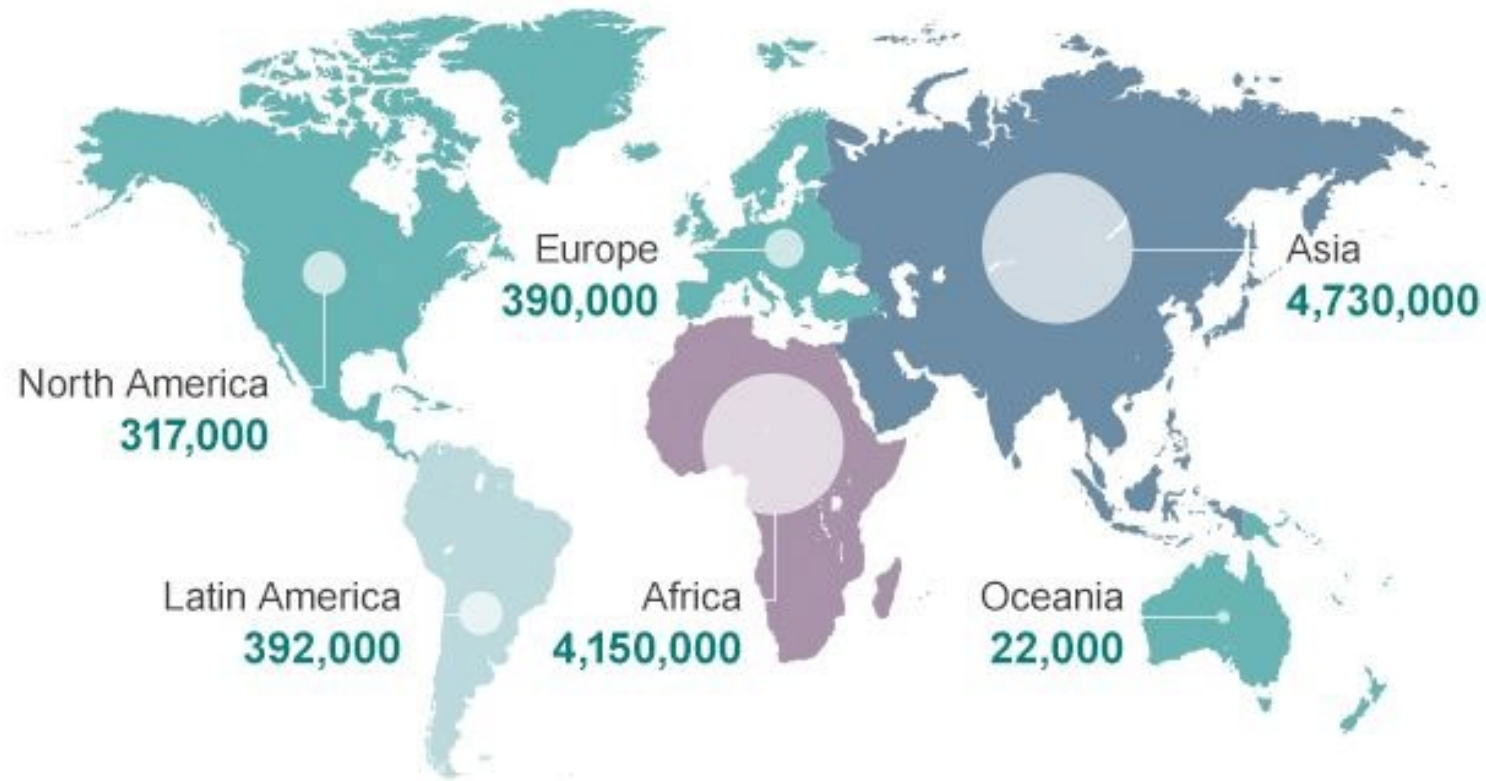 Europe
390,000
Asia
4,730,000
North America
317,000
Latin America
392,000
Africa
4,150,000
Oceania
22,000